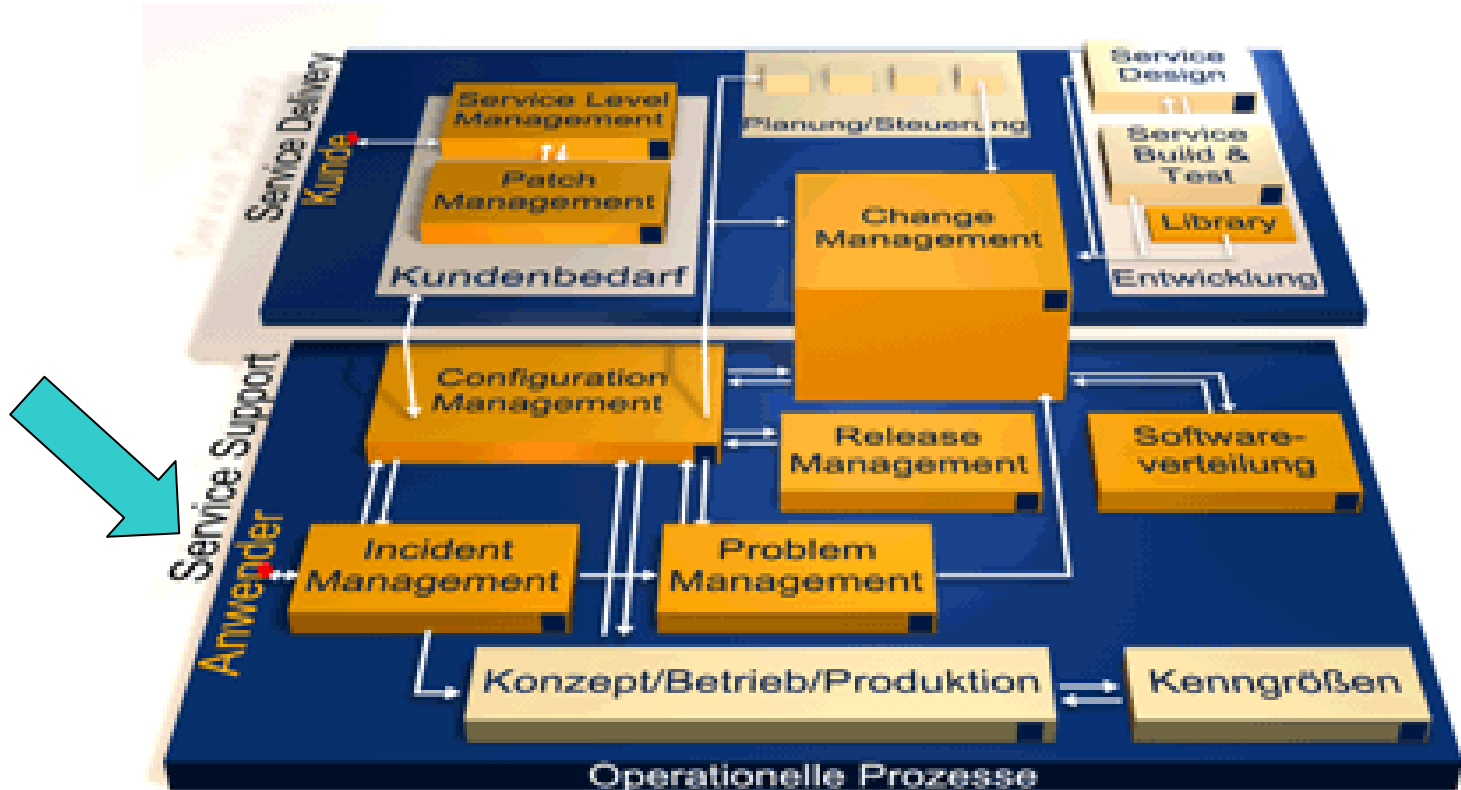 Service Delivery
Kunde
Service Level
Management
Patch
Management
Kundenbedarf
Planung/Steuerung
Change
Management
Service
Design
Service
Build &
Test
Library
Entwicklung
Service Support
Anwender
Configuration
Management
Release
Management
Software-
verteilung
Incident
Management
Problem
Management
Konzept/Betrieb/Produktion
Kenngrößen
Operationelle Prozesse